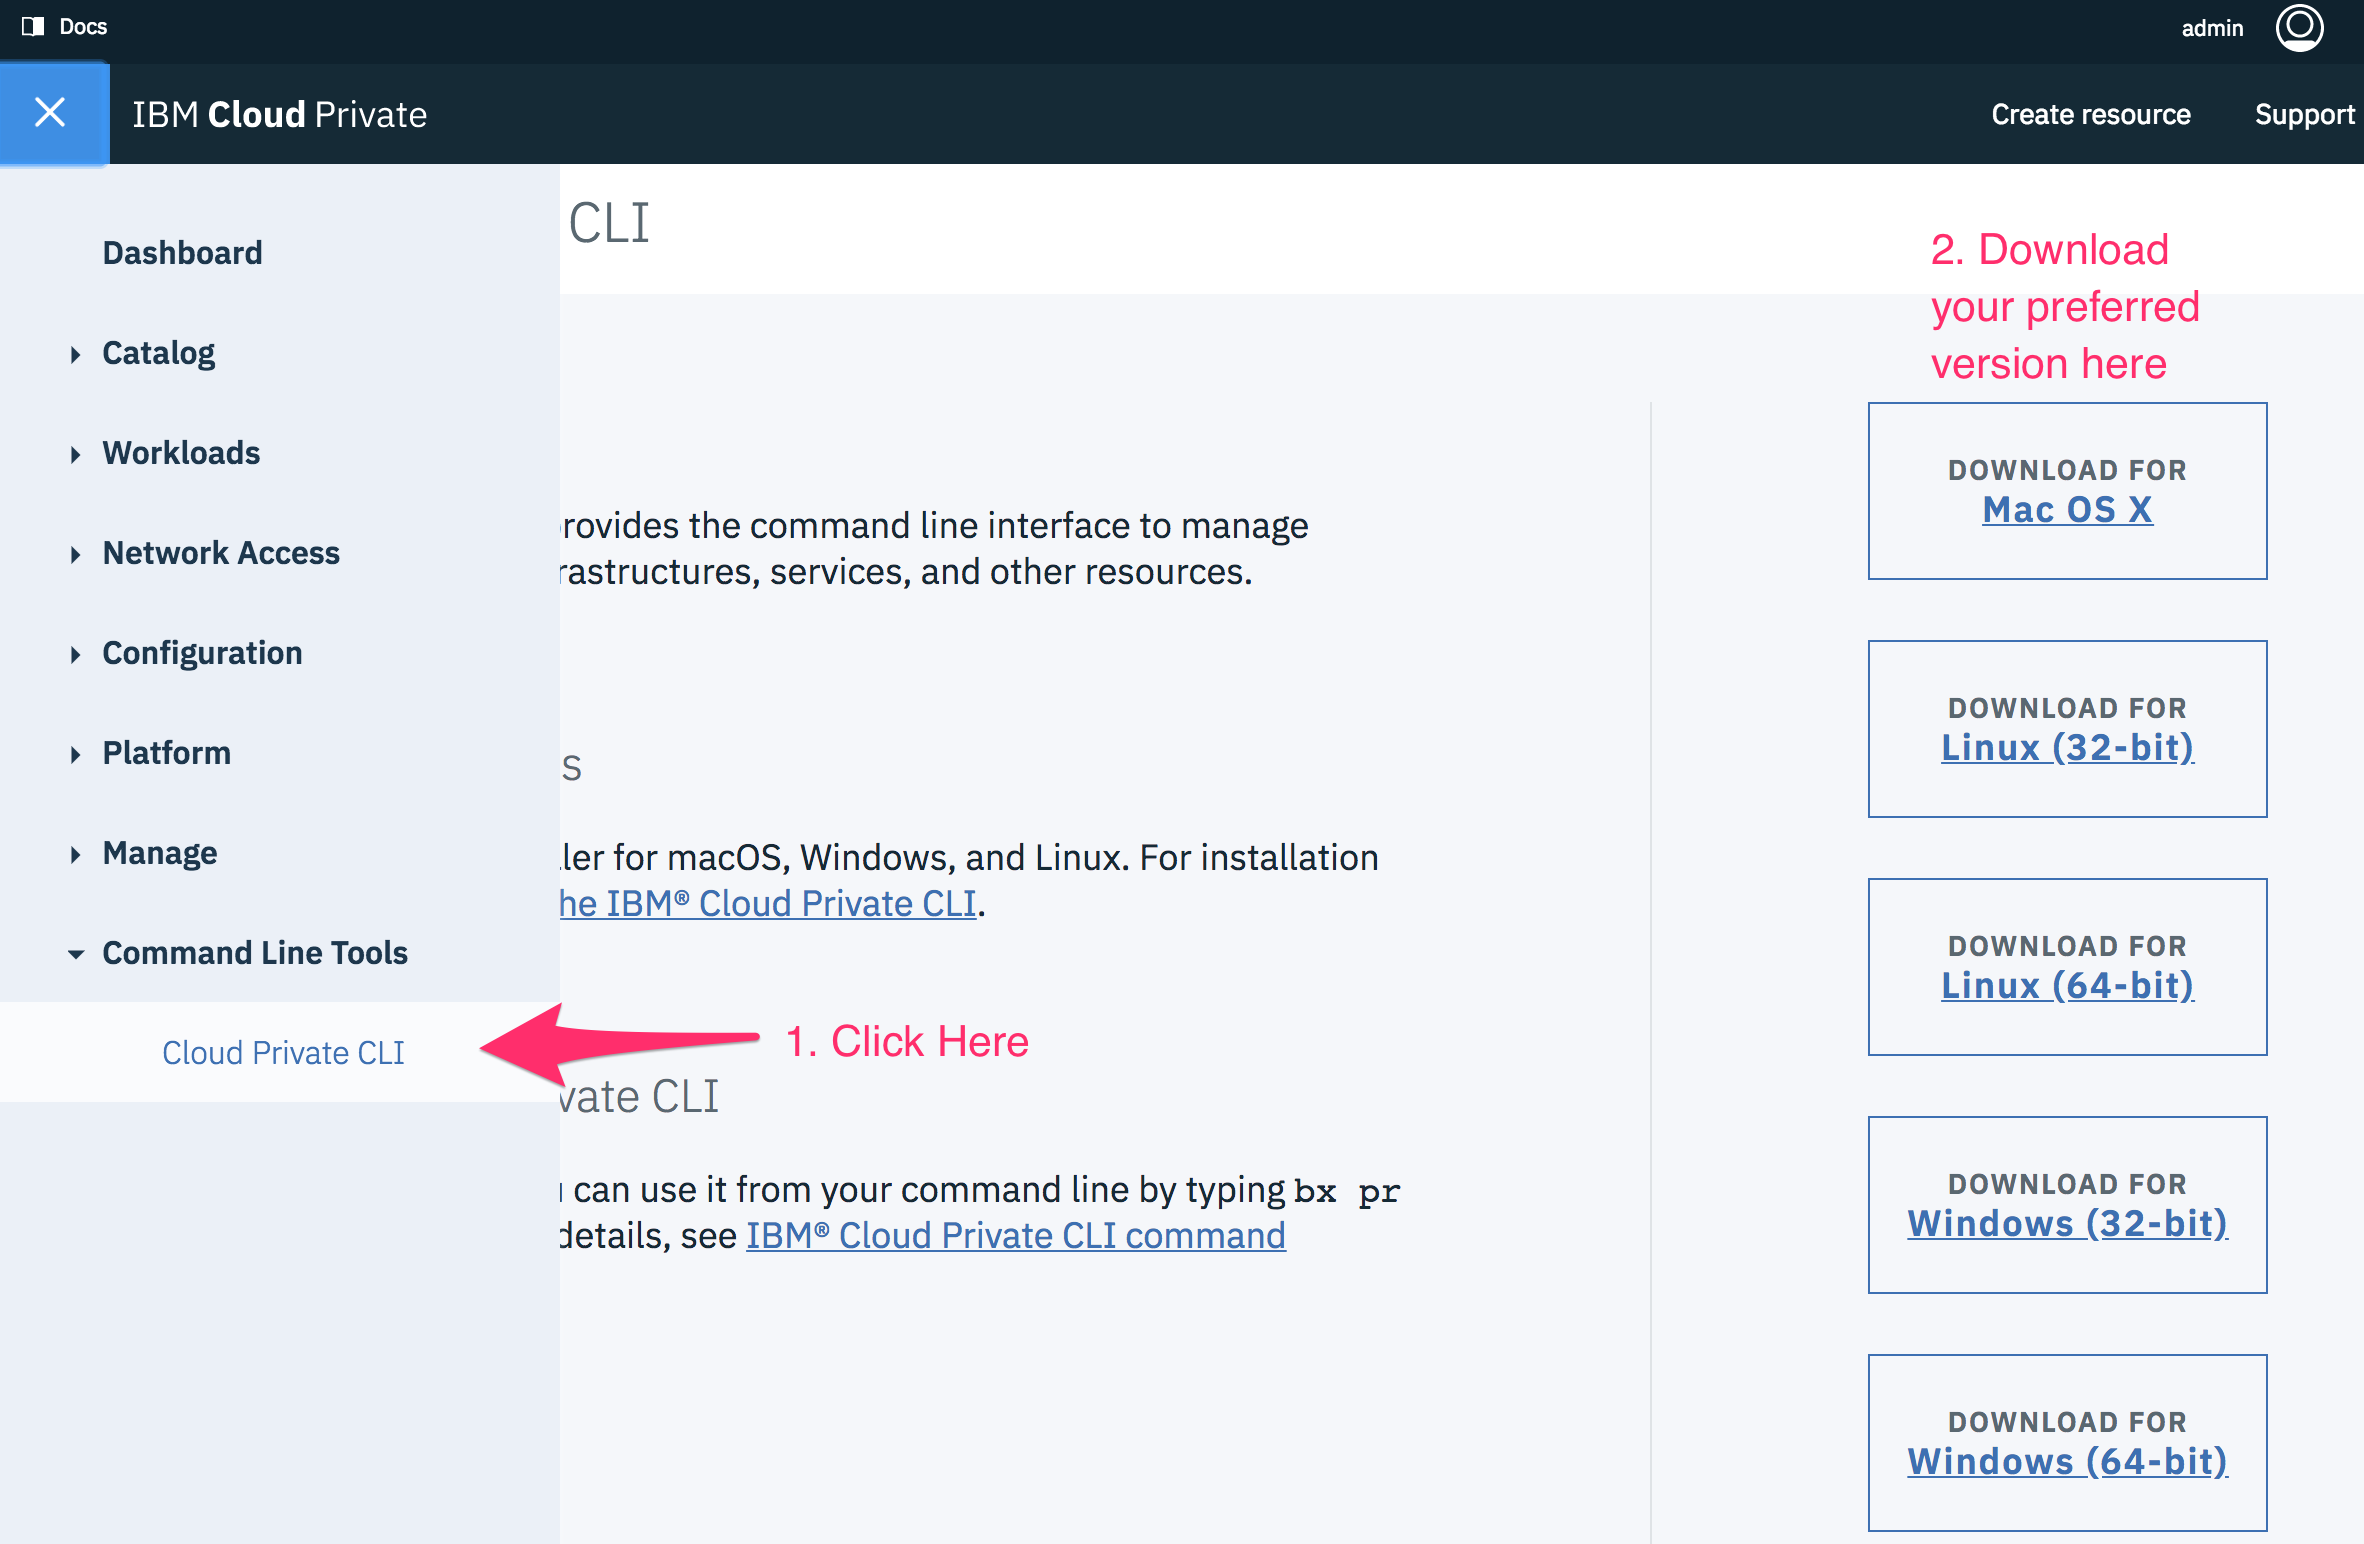 Docs
admin
IBM Cloud Private
Create resource
Support
Dashboard
Catalog
Workloads
Network Access
Configuration
Platform
Manage
Command Line Tools
Cloud Private CLI
CLI
provides the command line interface to manage
rastructures, services, and other resources.
s
ler for macOS, Windows, and Linux. For installation
he IBM® Cloud Private CLI.
1. Click Here
vate CLI
can use it from your command line by typing bx pr
details, see IBM® Cloud Private CLI command
2. Download
your preferred
version here
DOWNLOAD FOR
Mac OS X
DOWNLOAD FOR
Linux (32-bit)
DOWNLOAD FOR
Linux (64-bit)
DOWNLOAD FOR
Windows (32-bit)
DOWNLOAD FOR
Windows (64-bit)